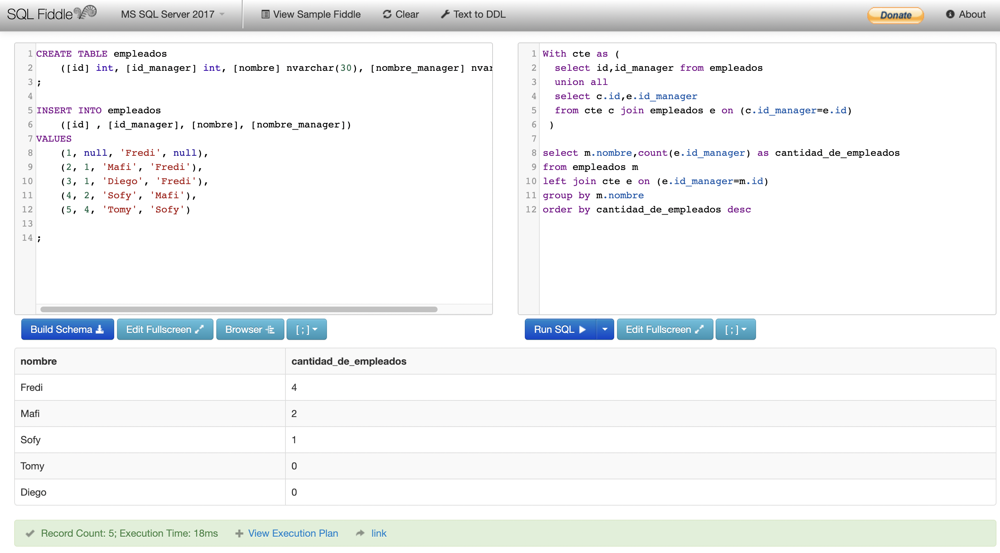 SQL Fiddle
MS SQL Server 2017
View Sample Fiddle
Clear
Text to DDL
Donate
About
1 CREATE TABLE empleados
2     ([id] int, [id_manager] int, [nombre] nvarchar(30), [nombre_manager] nvar
3 ;
4
5 INSERT INTO empleados
6     ([id] , [id_manager], [nombre], [nombre_manager])
7 VALUES
8     (1, null, 'Fredi', null),
9     (2, 1, 'Mafi', 'Fredi'),
10     (3, 1, 'Diego', 'Fredi'),
11     (4, 2, 'Sofy', 'Mafi'),
12     (5, 4, 'Tomy', 'Sofy')
13
14 ;
1 With cte as (
2   select id,id_manager from empleados
3   union all
4   select c.id,e.id_manager
5   from cte c join empleados e on (c.id_manager=e.id)
6  )
7
8 select m.nombre,count(e.id_manager) as cantidad_de_empleados
9 from empleados m
10 left join cte e on (e.id_manager=m.id)
11 group by m.nombre
12 order by cantidad_de_empleados desc
Build Schema
Edit Fullscreen
Browser
[ ; ]
Run SQL
Edit Fullscreen
[ ; ]
nombre cantidad_de_empleados
Fredi 4
Mafi 2
Sofy 1
Tomy 0
Diego 0
Record Count: 5; Execution Time: 18ms
View Execution Plan
link